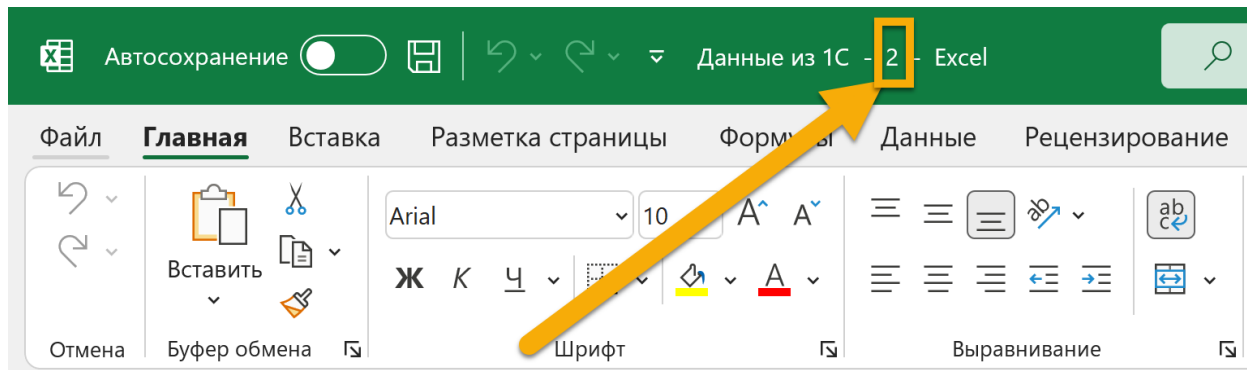 Автосохранение Данные из 1С - 2 - Excel
Файл Главная Вставка Разметка страницы Формулы Данные Рецензирование
Вставить
Arial 10 A A
Ж К Ч A
ab
c
Отмена Буфер обмена Шрифт Выравнивание